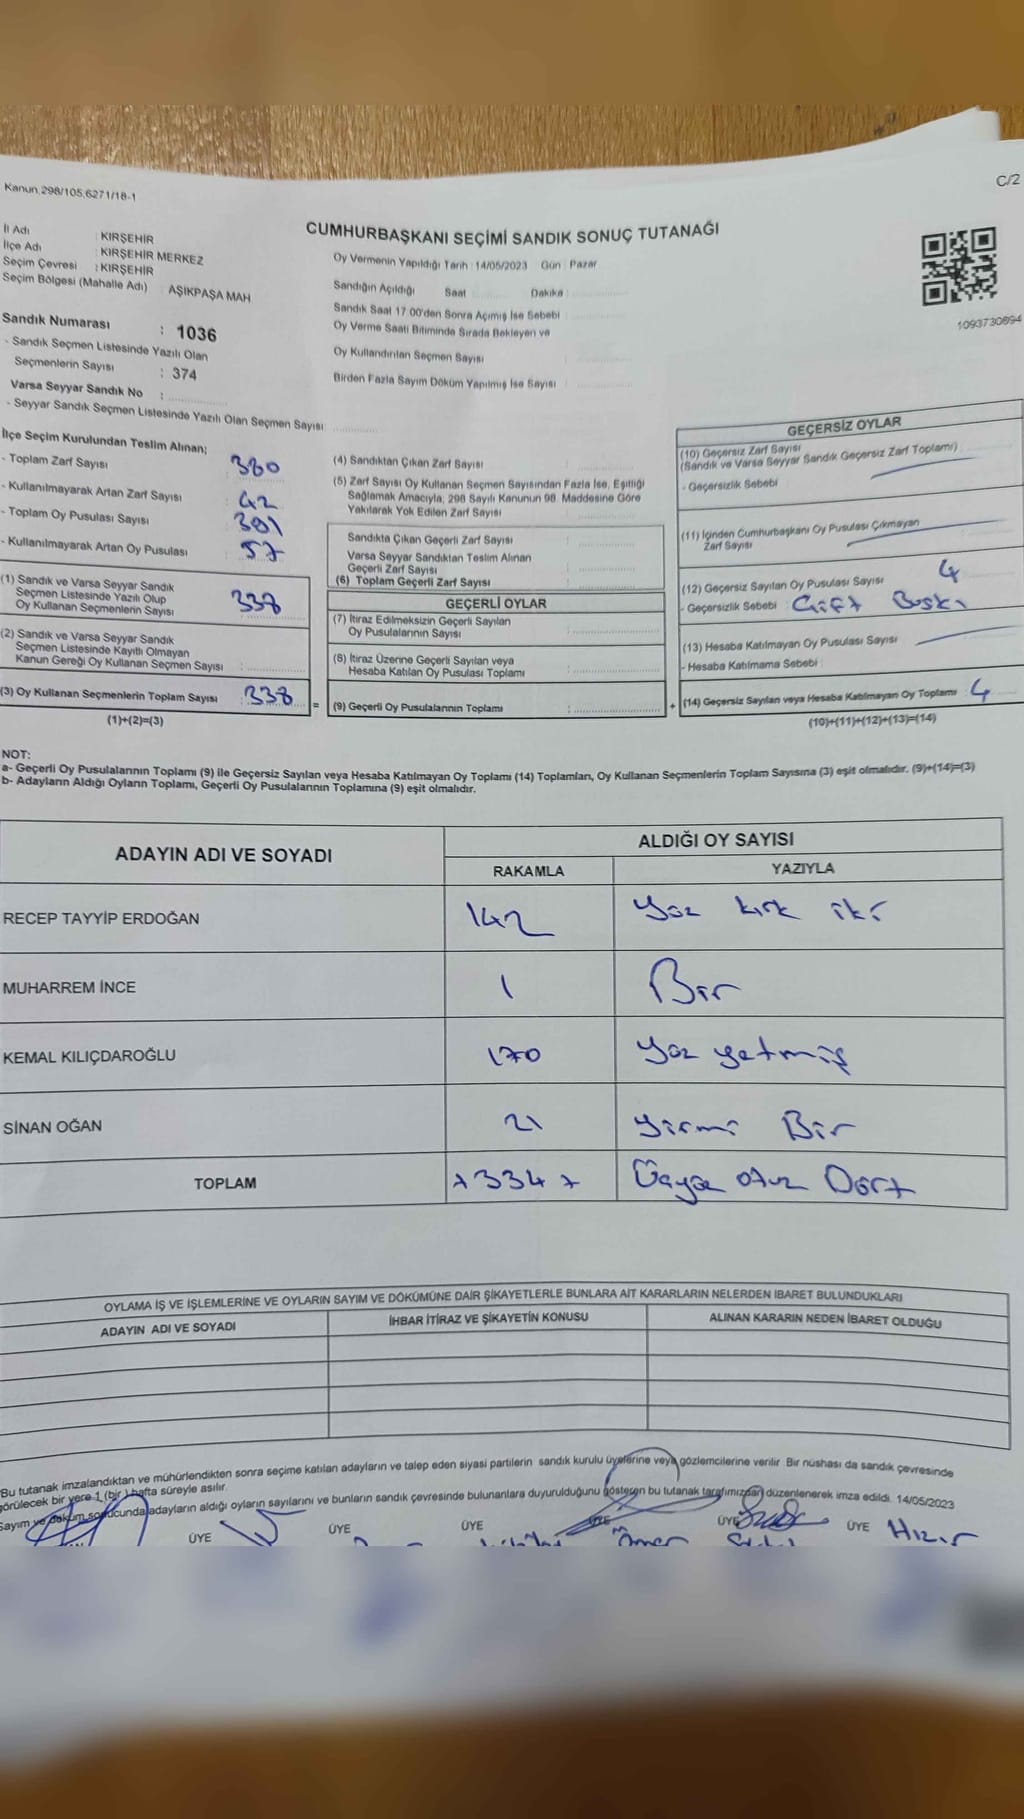 Kanun.298/105,6271/18-1
C/2
CUMHURBAŞKANI SEÇİMİ SANDIK SONUÇ TUTANAĞI
İl Adı : KIRŞEHİR
İlçe Adı : KIRŞEHİR MERKEZ
Seçim Çevresi : KIRŞEHİR
Seçim Bölgesi (Mahalle Adı) : AŞIKPAŞA MAH
Sandık Numarası : 1036
- Sandık Seçmen Listesinde Yazılı Olan
Seçmenlerin Sayısı : 374
Varsa Seyyar Sandık No :
- Seyyar Sandık Seçmen Listesinde Yazılı Olan Seçmen Sayısı
Oy Vermenin Yapıldığı Tarih : 14/05/2023 Gün : Pazar
Sandığın Açıldığı Saat Dakika :
Sandık Saat 17.00'den Sonra Açımış İse Sebebi :
Oy Verme Saati Bitiminde Sırada Bekleyen ve
Oy Kullandırılan Seçmen Sayısı :
Birden Fazla Sayım Döküm Yapılmış İse Sayısı :
1093730894
İlçe Seçim Kurulundan Teslim Alınan;
- Toplam Zarf Sayısı : 380
- Kullanılmayarak Artan Zarf Sayısı : 42
- Toplam Oy Pusulası Sayısı : 391
- Kullanılmayarak Artan Oy Pusulası : 57
(1) Sandık ve Varsa Seyyar Sandık
Seçmen Listesinde Yazılı Olup
Oy Kullanan Seçmenlerin Sayısı : 338
(2) Sandık ve Varsa Seyyar Sandık
Seçmen Listesinde Kayıtlı Olmayan
Kanun Gereği Oy Kullanan Seçmen Sayısı :
(3) Oy Kullanan Seçmenlerin Toplam Sayısı : 338
(1)+(2)=(3)
(4) Sandıktan Çıkan Zarf Sayısı :
(5) Zarf Sayısı Oy Kullanan Seçmen Sayısından Fazla İse, Eşitliği
Sağlamak Amacıyla, 298 Sayılı Kanunun 98. Maddesine Göre
Yakılarak Yok Edilen Zarf Sayısı :
Sandıkta Çıkan Geçerli Zarf Sayısı :
Varsa Seyyar Sandıktan Teslim Alınan
Geçerli Zarf Sayısı :
(6) Toplam Geçerli Zarf Sayısı :
GEÇERLİ OYLAR
(7) İtiraz Edilmeksizin Geçerli Sayılan
Oy Pusulalarının Sayısı :
(8) İtiraz Üzerine Geçerli Sayılan veya
Hesaba Katılan Oy Pusulası Toplamı :
= (9) Geçerli Oy Pusulalarının Toplamı :
GEÇERSİZ OYLAR
(10) Geçersiz Zarf Sayısı
(Sandık ve Varsa Seyyar Sandık Geçersiz Zarf Toplamı)
- Geçersizlik Sebebi :
(11) İçinden Cumhurbaşkanı Oy Pusulası Çıkmayan
Zarf Sayısı
(12) Geçersiz Sayılan Oy Pusulası Sayısı : 4
- Geçersizlik Sebebi : Çift Baskı
(13) Hesaba Katılmayan Oy Pusulası Sayısı :
- Hesaba Katılmama Sebebi :
+ (14) Geçersiz Sayılan veya Hesaba Katılmayan Oy Toplamı : 4
(10)+(11)+(12)+(13)=(14)
NOT:
a- Geçerli Oy Pusulalarının Toplamı (9) ile Geçersiz Sayılan veya Hesaba Katılmayan Oy Toplamı (14) Toplamları, Oy Kullanan Seçmenlerin Toplam Sayısına (3) eşit olmalıdır. (9)+(14)=(3)
b- Adayların Aldığı Oyların Toplamı, Geçerli Oy Pusulalarının Toplamına (9) eşit olmalıdır.
ADAYIN ADI VE SOYADI ALDIĞI OY SAYISI
RAKAMLA YAZIYLA
RECEP TAYYİP ERDOĞAN 142 Yüz kırk iki
MUHARREM İNCE 1 Bir
KEMAL KILIÇDAROĞLU 170 Yüz yetmiş
SİNAN OĞAN 21 yirmi Bir
TOPLAM 334 Üçyüz otuz Dört
OYLAMA İŞ VE İŞLEMLERİNE VE OYLARIN SAYIM VE DÖKÜMÜNE DAİR ŞİKAYETLERLE BUNLARA AİT KARARLARIN NELERDEN İBARET BULUNDUKLARI
ADAYIN ADI VE SOYADI İHBAR İTİRAZ VE ŞİKAYETİN KONUSU ALINAN KARARIN NEDEN İBARET OLDUĞU
Bu tutanak imzalandıktan ve mühürlendikten sonra seçime katılan adayların ve talep eden siyasi partilerin sandık kurulu üyelerine veya gözlemcilerine verilir. Bir nüshası da sandık çevresinde
görülecek bir yere 1 (bir) hafta süreyle asılır.
Sayım ve döküm sonucunda adayların aldığı oyların sayılarını ve bunların sandık çevresinde bulunanlara duyurulduğunu gösteren bu tutanak tarafımızdan düzenlenerek imza edildi. 14/05/2023
ÜYE ÜYE ÜYE ÜYE ÜYE ÜYE
Ömer Hızır